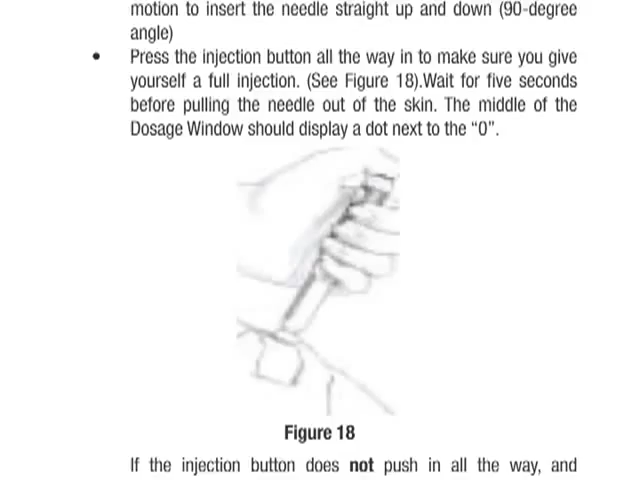 motion to insert the needle straight up and down (90-degree
angle)
• Press the injection button all the way in to make sure you give
yourself a full injection. (See Figure 18).Wait for five seconds
before pulling the needle out of the skin. The middle of the
Dosage Window should display a dot next to the “0”.
Figure 18
If the injection button does not push in all the way, and